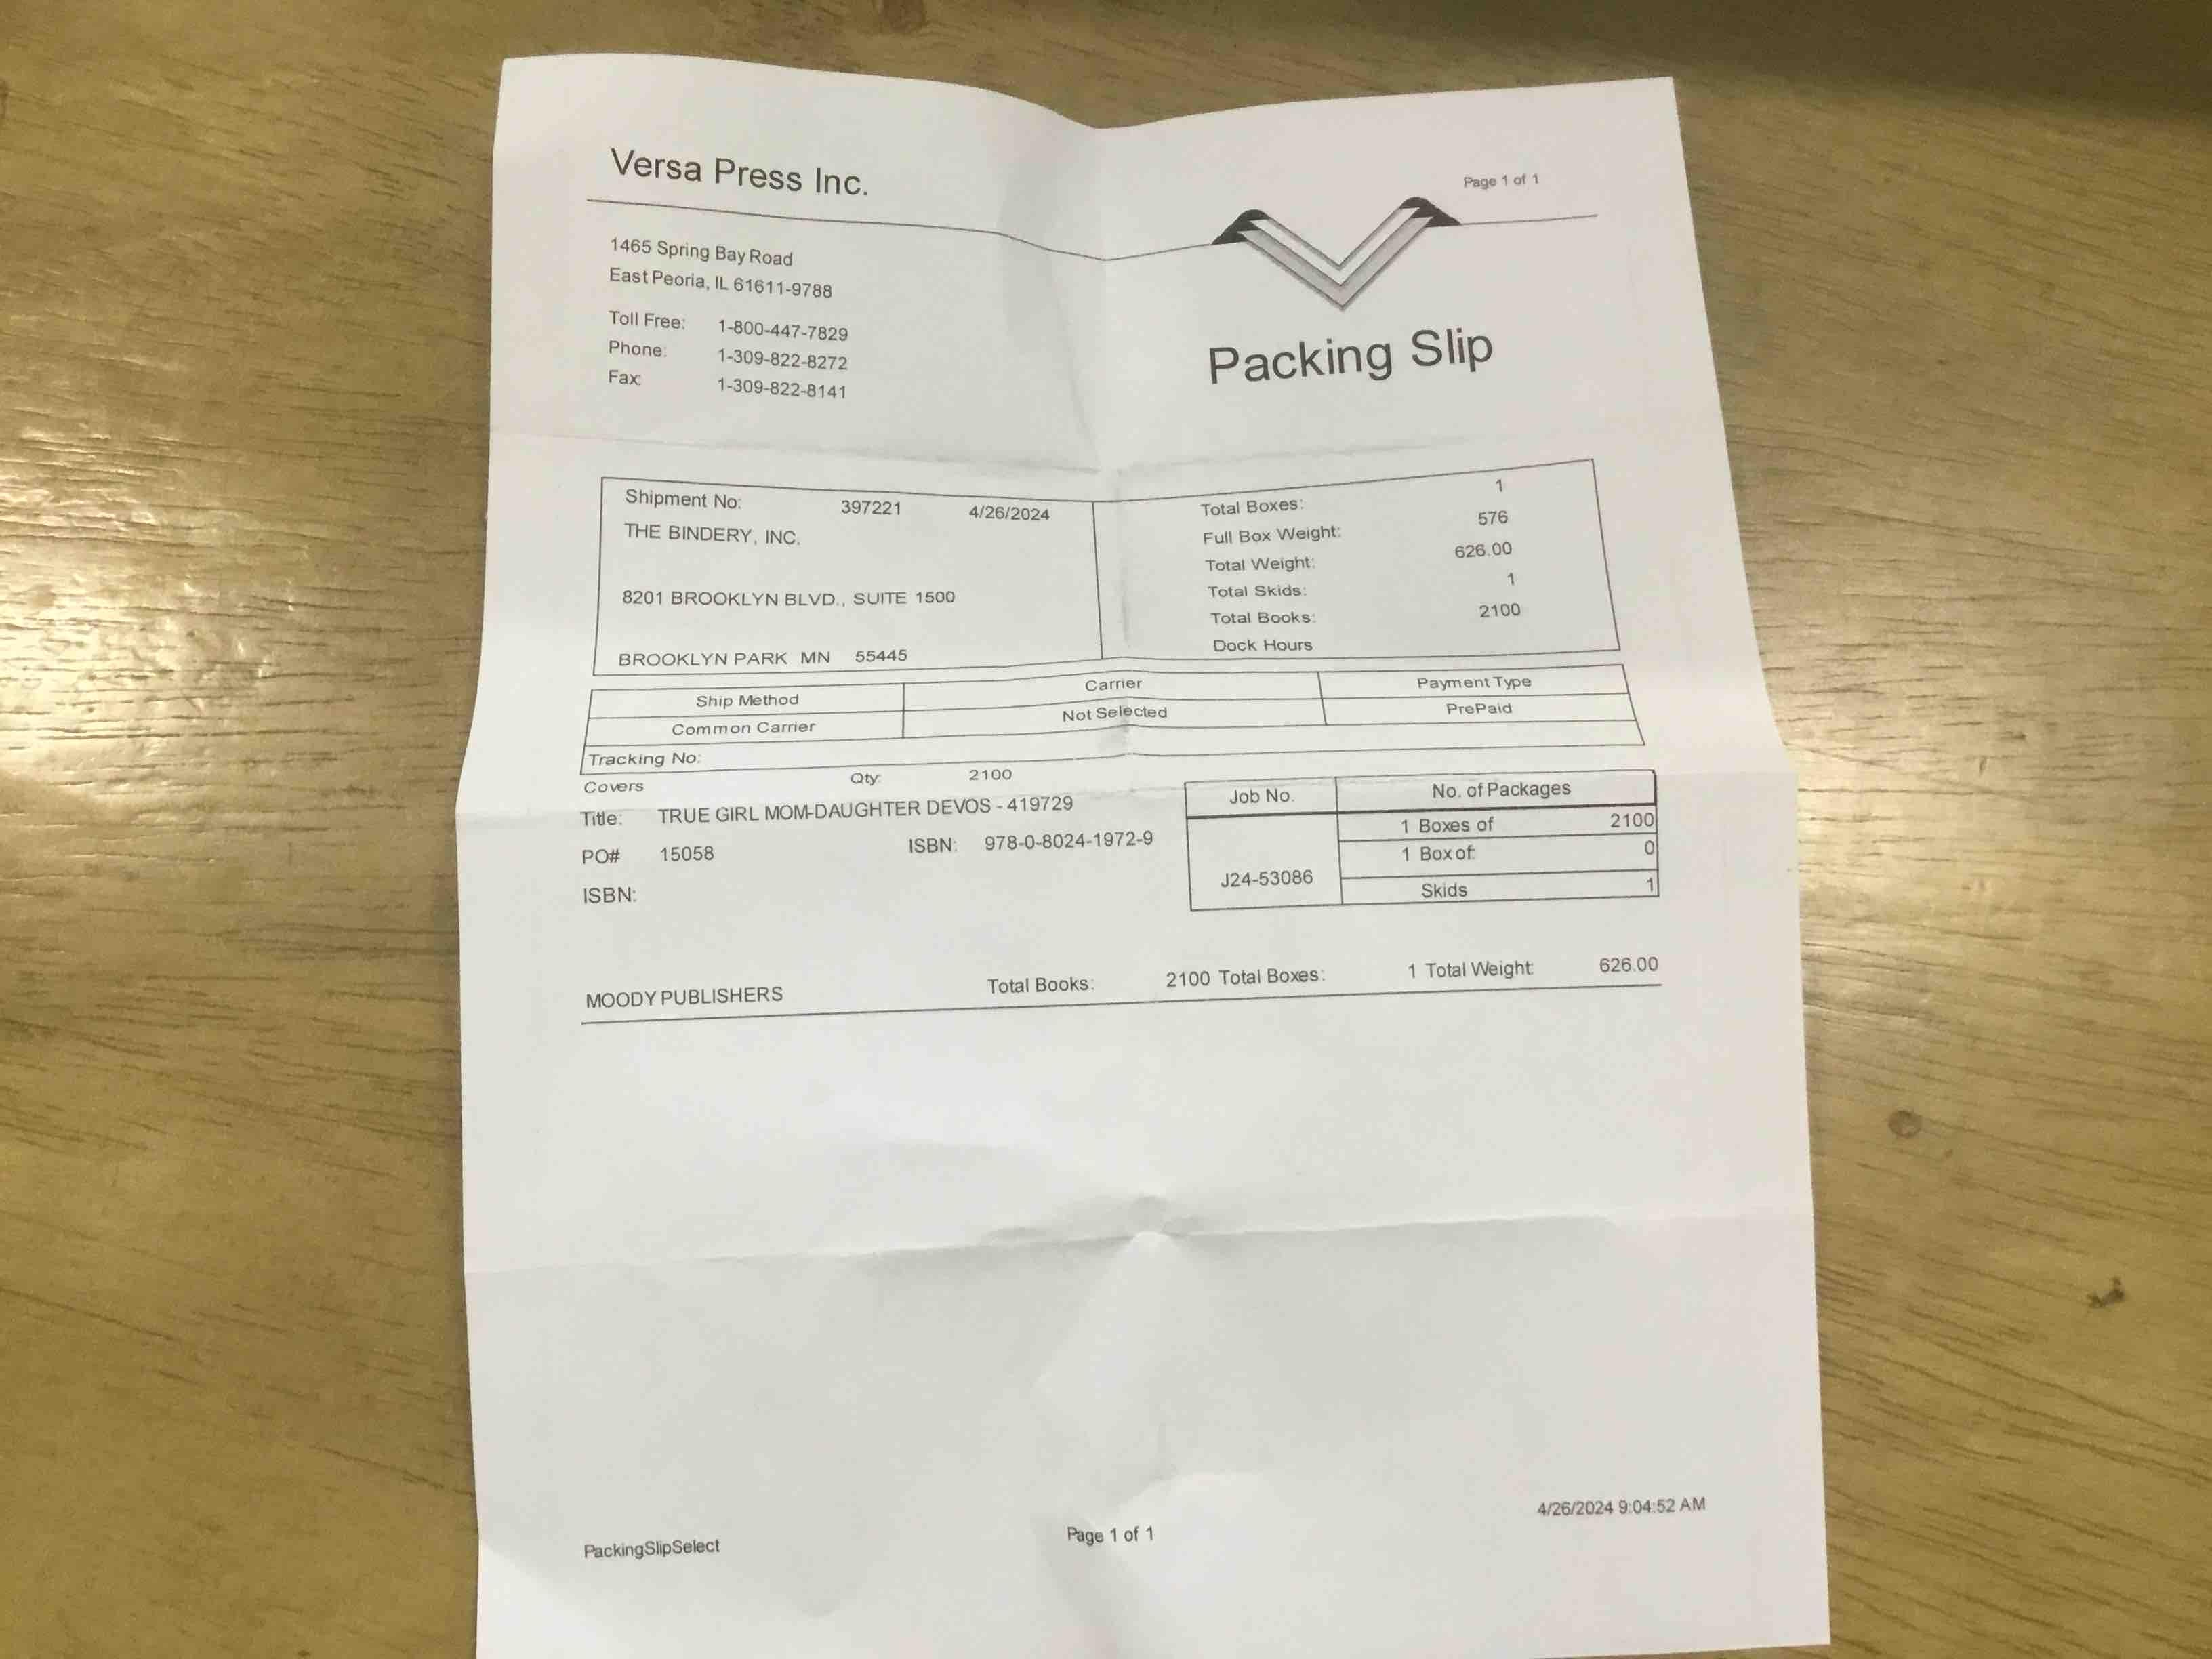 Versa Press Inc.
Page 1 of 1
1465 Spring Bay Road
East Peoria, IL 61611-9788
Toll Free: 1-800-447-7829
Phone: 1-309-822-8272
Fax: 1-309-822-8141
Packing Slip
Shipment No: 397221 4/26/2024
THE BINDERY, INC.
8201 BROOKLYN BLVD., SUITE 1500
BROOKLYN PARK MN 55445
Total Boxes: 1
Full Box Weight: 576
Total Weight: 626.00
Total Skids: 1
Total Books: 2100
Dock Hours
Ship Method Carrier Payment Type
Common Carrier Not Selected PrePaid
Tracking No:
Covers Qty: 2100
Title: TRUE GIRL MOM-DAUGHTER DEVOS - 419729
PO# 15058 ISBN: 978-0-8024-1972-9
ISBN:
Job No. No. of Packages
J24-53086
1 Boxes of 2100
1 Box of: 0
Skids 1
MOODY PUBLISHERS Total Books: 2100 Total Boxes: 1 Total Weight: 626.00
4/26/2024 9:04:52 AM
PackingSlipSelect
Page 1 of 1